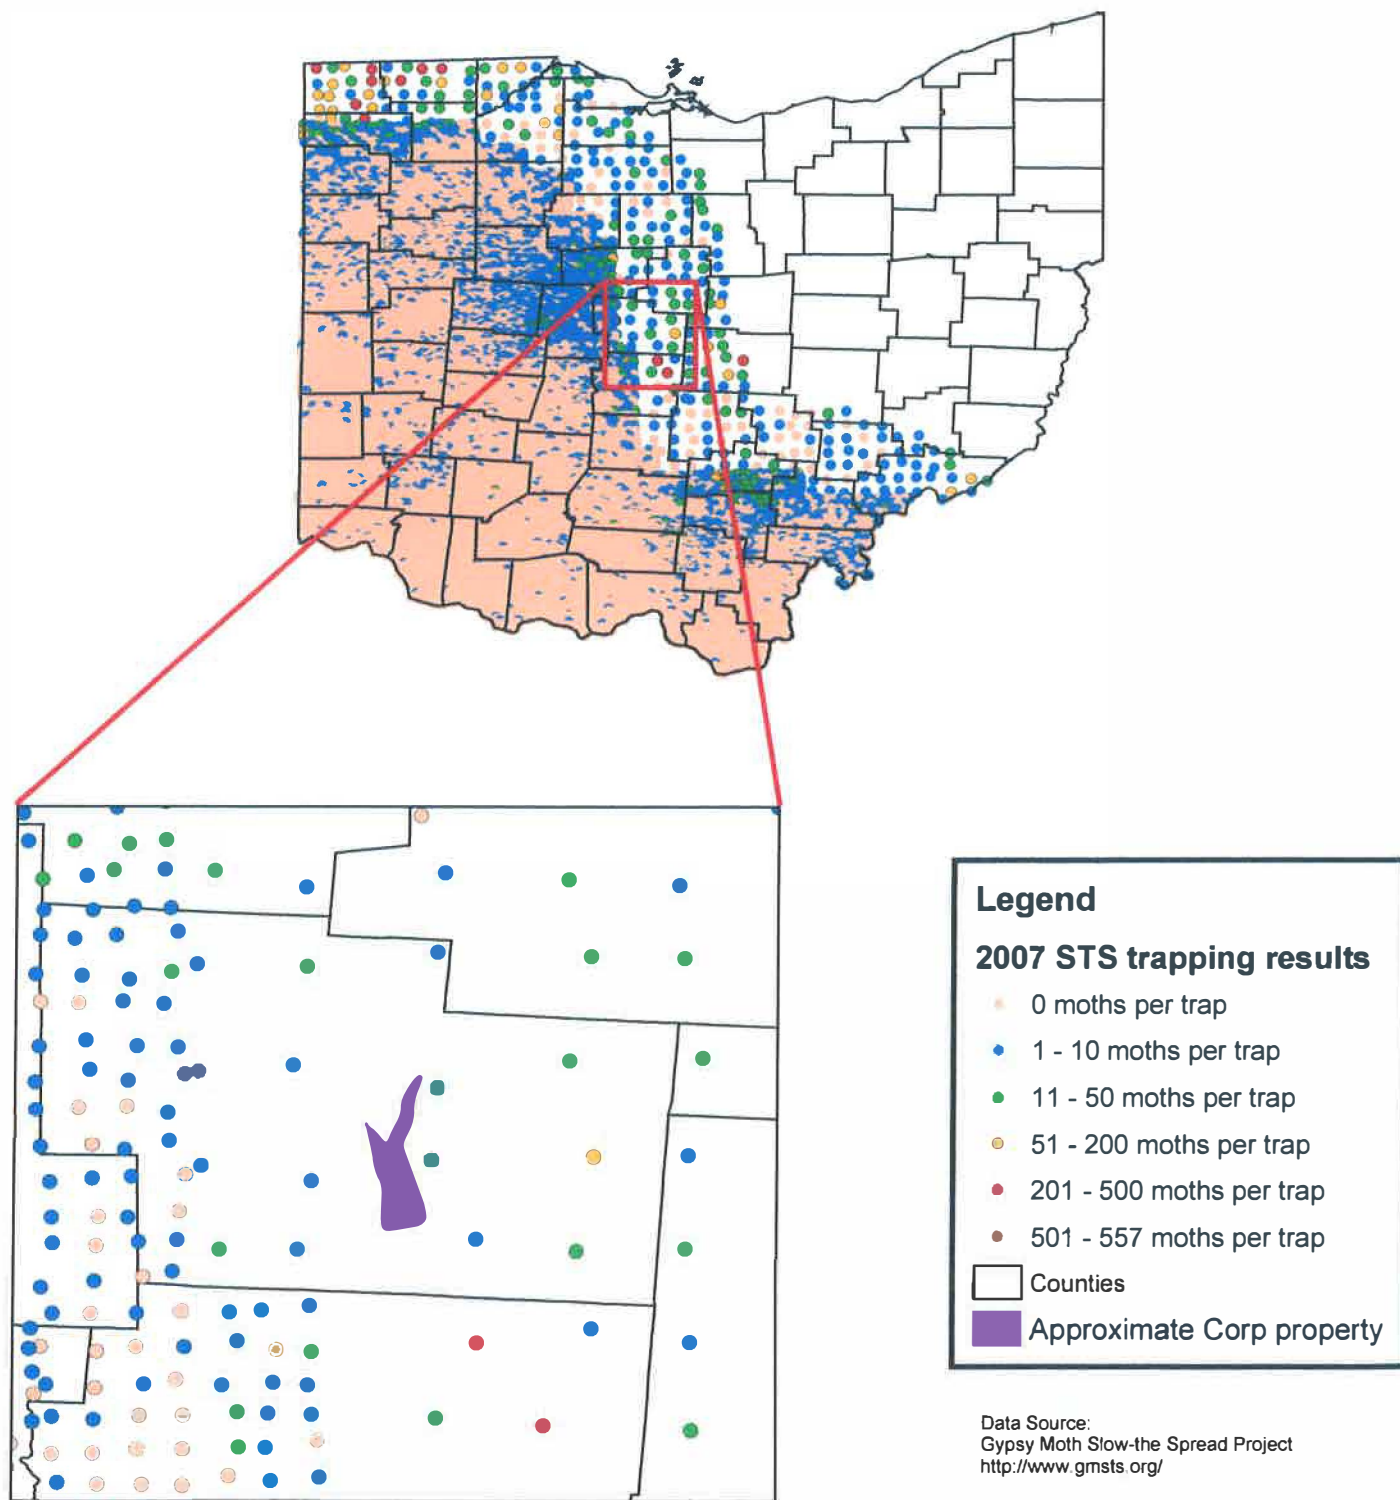 Legend
2007 STS trapping results
0 moths per trap
1 - 10 moths per trap
11 - 50 moths per trap
51 - 200 moths per trap
201 - 500 moths per trap
501 - 557 moths per trap
Counties
Approximate Corp property
Data Source:
Gypsy Moth Slow-the Spread Project
http://www.gmsts.org/